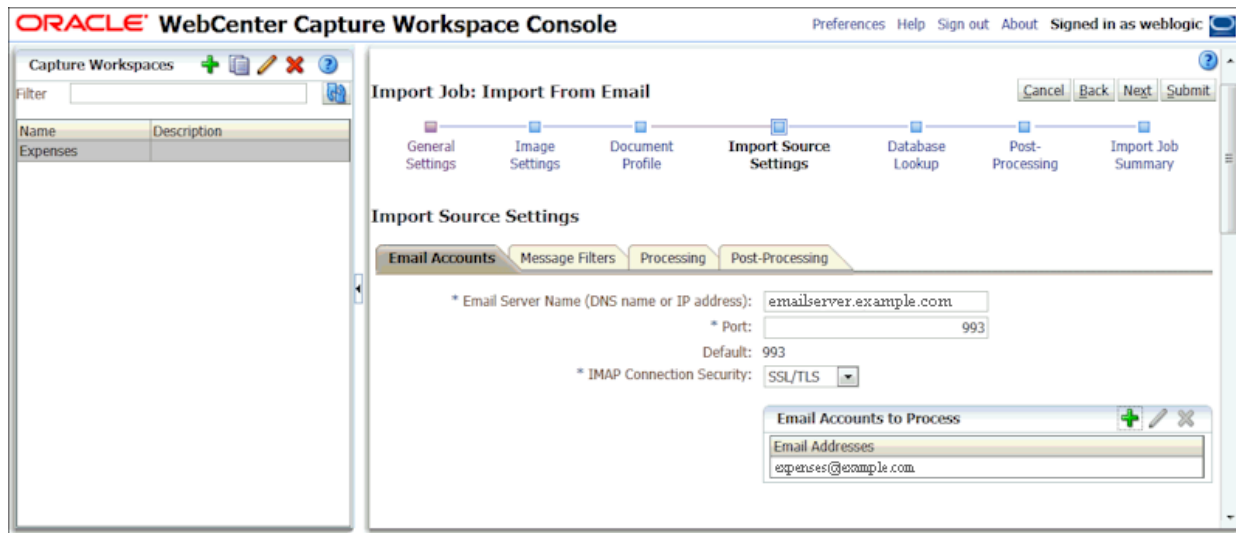 ORACLE® WebCenter Capture Workspace Console
Preferences Help Sign out About Signed in as weblogic
Capture Workspaces
Filter
Name Description
Expenses
Import Job: Import From Email
Cancel Back Next Submit
General Settings
Image Settings
Document Profile
Import Source Settings
Database Lookup
Post-Processing
Import Job Summary
Import Source Settings
Email Accounts Message Filters Processing Post-Processing
* Email Server Name (DNS name or IP address): emailserver.example.com
* Port: 993
Default: 993
* IMAP Connection Security: SSL/TLS
Email Accounts to Process
Email Addresses
expenses@example.com